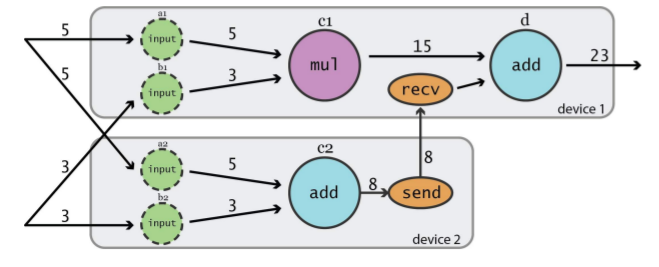 a1
c1
d
5
input
5
15
23
mul
add
b1
5
input
3
recv
device 1
8
a2
c2
3
input
5
add
8
send
b2
3
3
input
device 2